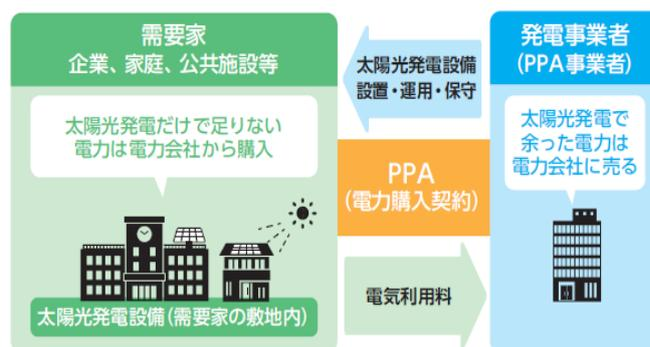 需要家
企業、家庭、公共施設等
太陽光発電だけで足りない
電力は電力会社から購入
太陽光発電設備(需要家の敷地内)
太陽光発電設備
設置・運用・保守
PPA
(電力購入契約)
電気利用料
発電事業者
(PPA事業者)
太陽光発電で
余った電力は
電力会社に売る